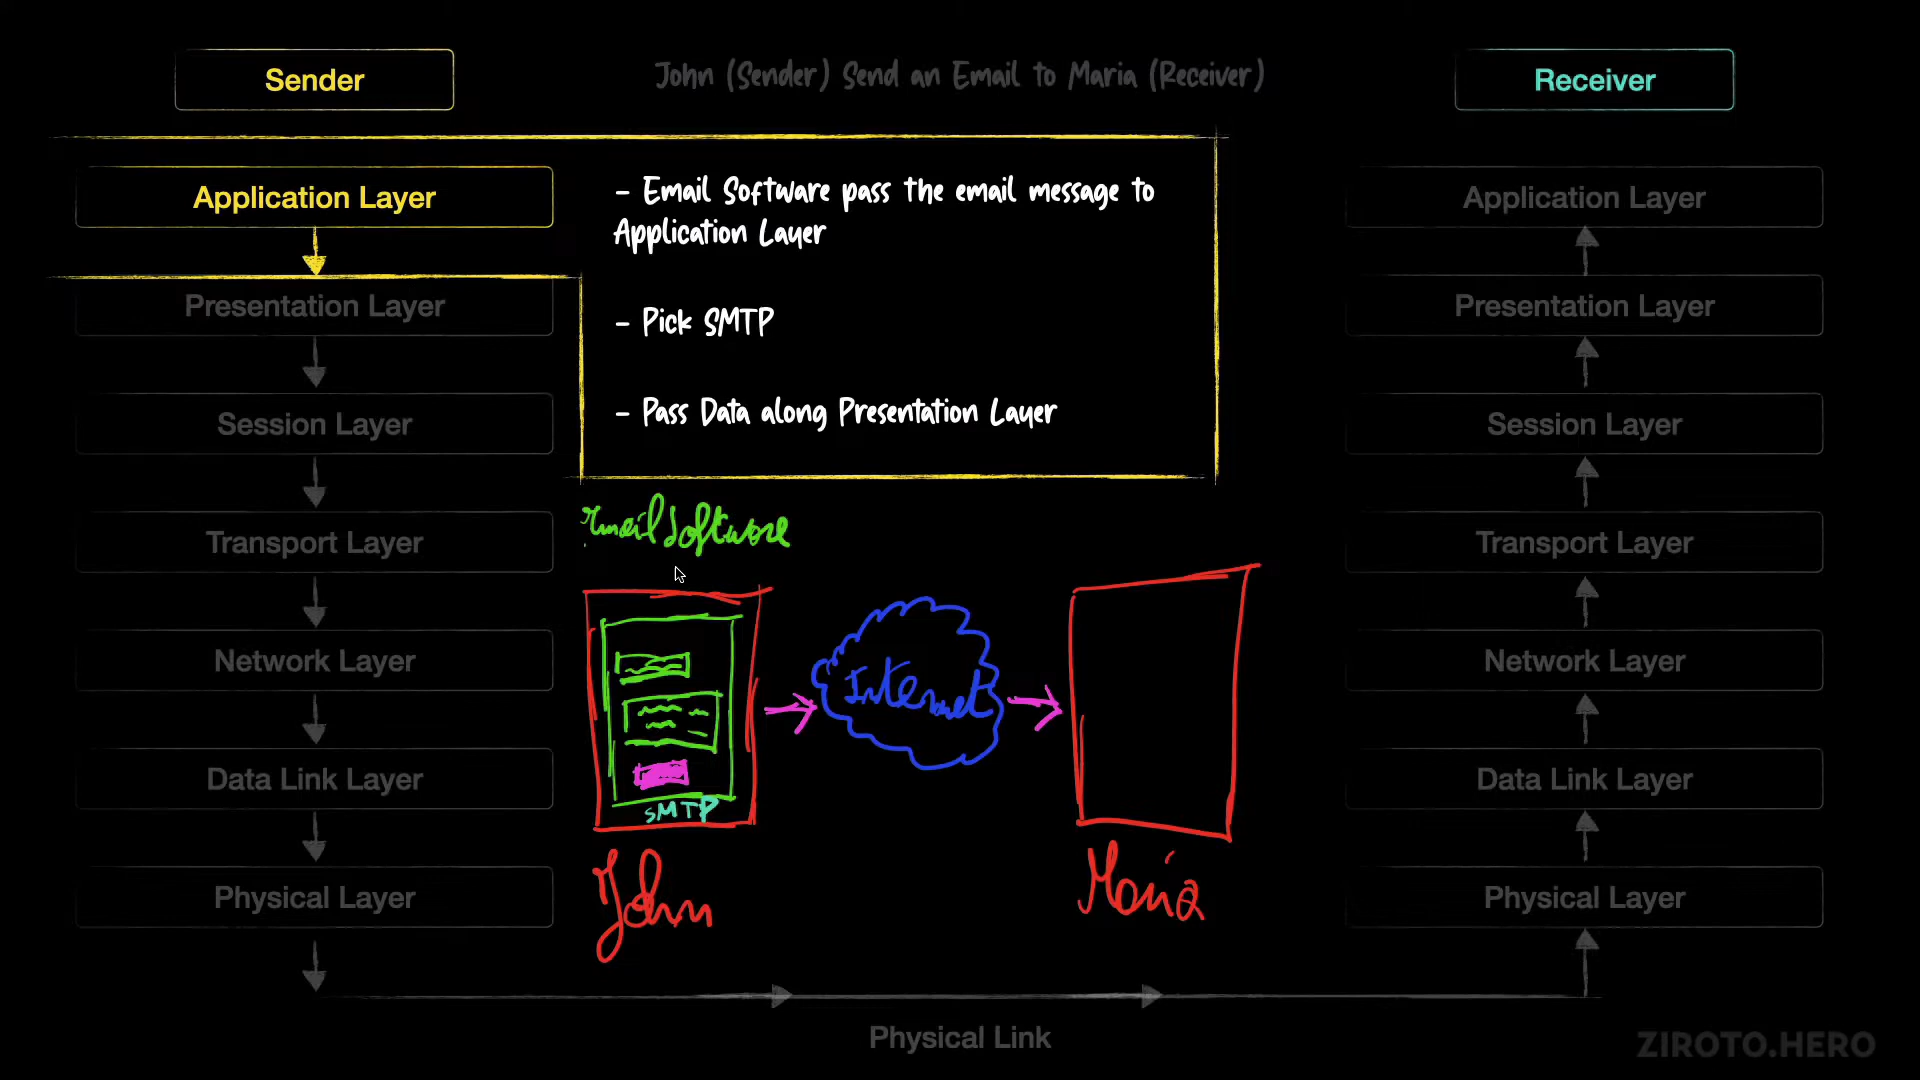 Sender
John (Sender) Send an Email to Maria (Receiver)
Receiver
Application Layer
- Email Software pass the email message to
Application Layer
Application Layer
Presentation Layer
- Pick SMTP
Presentation Layer
Session Layer
- Pass Data along Presentation Layer
Session Layer
Email Software
Transport Layer
Transport Layer
Network Layer
Internet
Network Layer
Data Link Layer
SMTP
Data Link Layer
Physical Layer
John
Maria
Physical Layer
Physical Link
ZIROTO.HERO